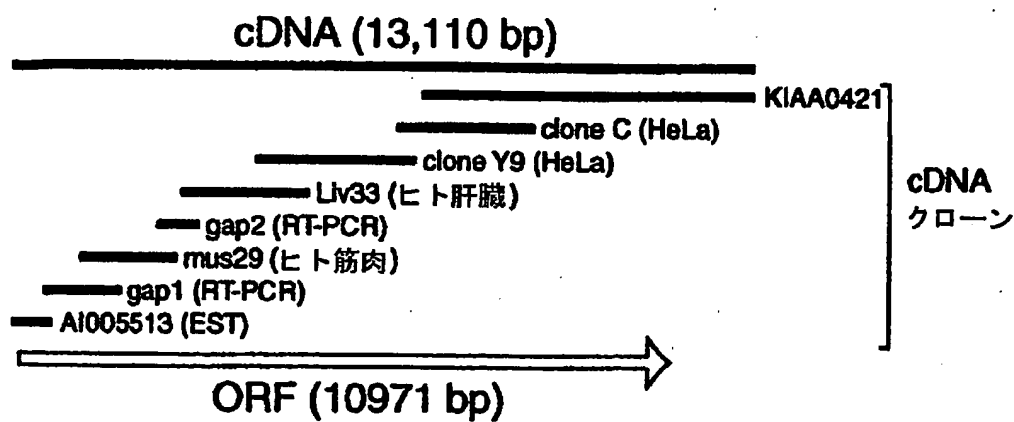 cDNA (13,110 bp)
KIAA0421
clone C (HeLa)
clone Y9 (HeLa)
Liv33 (ヒト肝臓)
gap2 (RT-PCR)
mus29 (ヒト筋肉)
gap1 (RT-PCR)
AI005513 (EST)
ORF (10971 bp)
cDNA
クローン